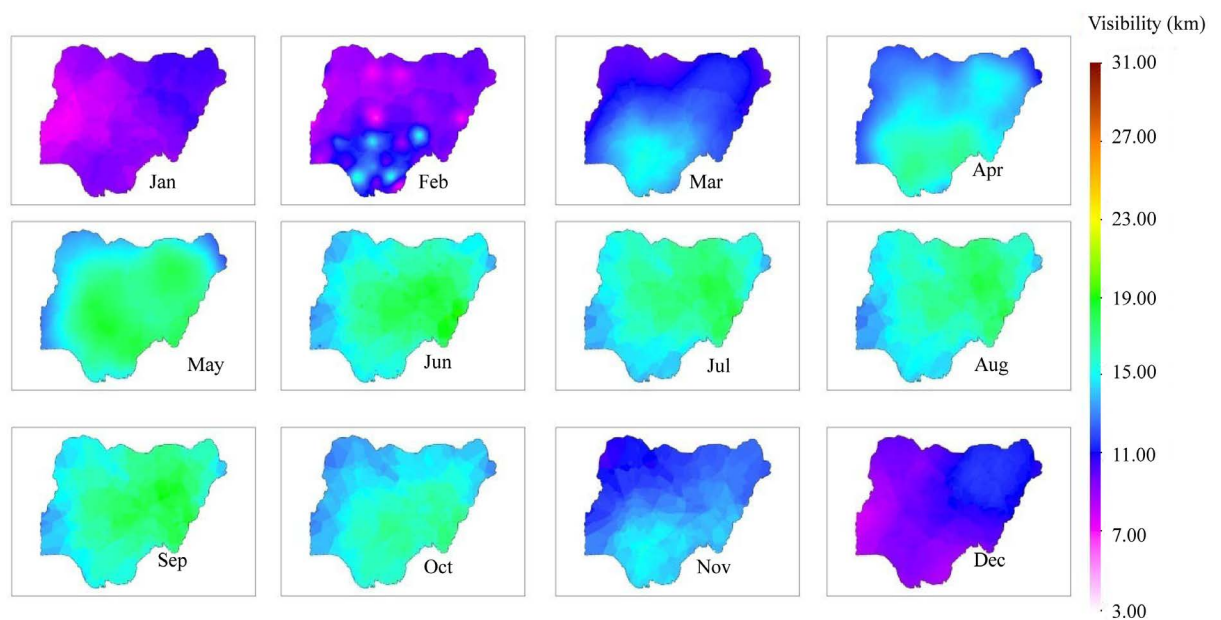 Visibility (km)
31.00
27.00
23.00
19.00
15.00
11.00
7.00
3.00
Jan
Feb
Mar
Apr
May
Jun
Jul
Aug
Sep
Oct
Nov
Dec